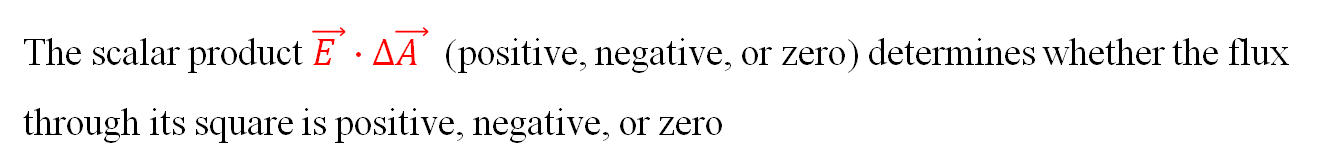 The scalar product E⃗ · ΔA⃗ (positive, negative, or zero) determines whether the flux
through its square is positive, negative, or zero